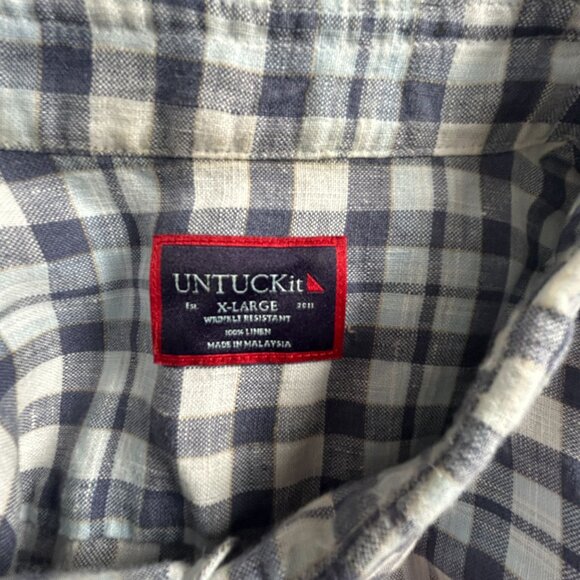 UNTUCKit
Est. X-LARGE 2011
WRINKLE RESISTANT
100% LINEN
MADE IN MALAYSIA